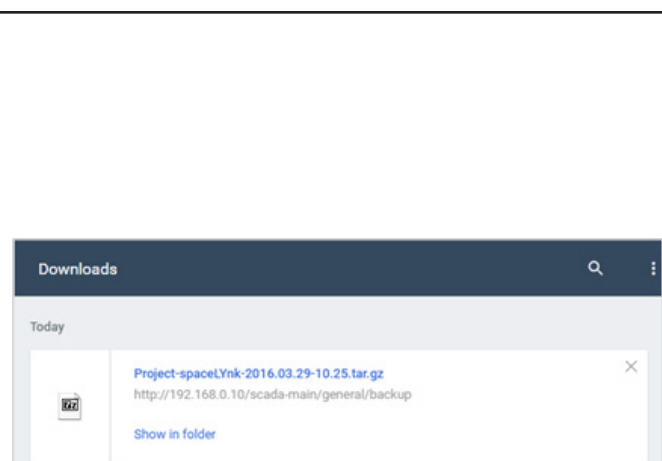 Downloads
Today
Project-spaceLYnk-2016.03.29-10.25.tar.gz
http://192.168.0.10/scada-main/general/backup
Show in folder